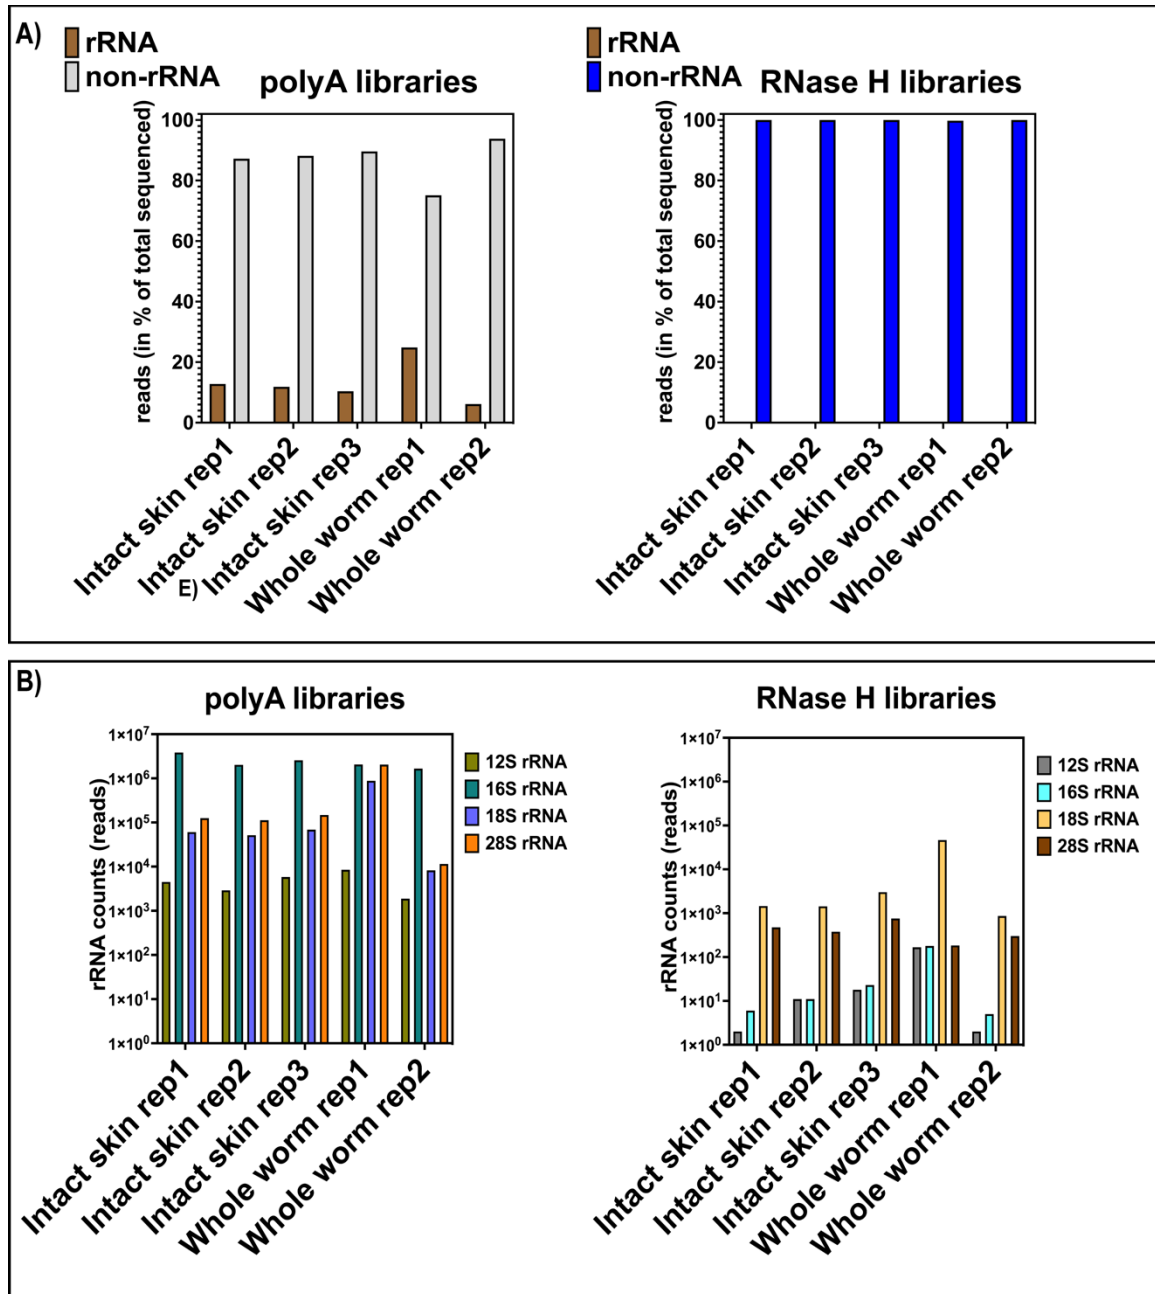 A)
rRNA
non-rRNA
polyA libraries
reads (in % of total sequenced)
100
80
60
40
20
0
Intact skin rep1
Intact skin rep2
Intact skin rep3
Whole worm rep1
Whole worm rep2
E)
rRNA
non-rRNA
RNase H libraries
reads (in % of total sequenced)
100
80
60
40
20
0
Intact skin rep1
Intact skin rep2
Intact skin rep3
Whole worm rep1
Whole worm rep2
B)
polyA libraries
rRNA counts (reads)
1×10⁷
1×10⁶
1×10⁵
1×10⁴
1×10³
1×10²
1×10¹
1×10⁰
12S rRNA
16S rRNA
18S rRNA
28S rRNA
Intact skin rep1
Intact skin rep2
Intact skin rep3
Whole worm rep1
Whole worm rep2
RNase H libraries
rRNA counts (reads)
1×10⁷
1×10⁶
1×10⁵
1×10⁴
1×10³
1×10²
1×10¹
1×10⁰
12S rRNA
16S rRNA
18S rRNA
28S rRNA
Intact skin rep1
Intact skin rep2
Intact skin rep3
Whole worm rep1
Whole worm rep2